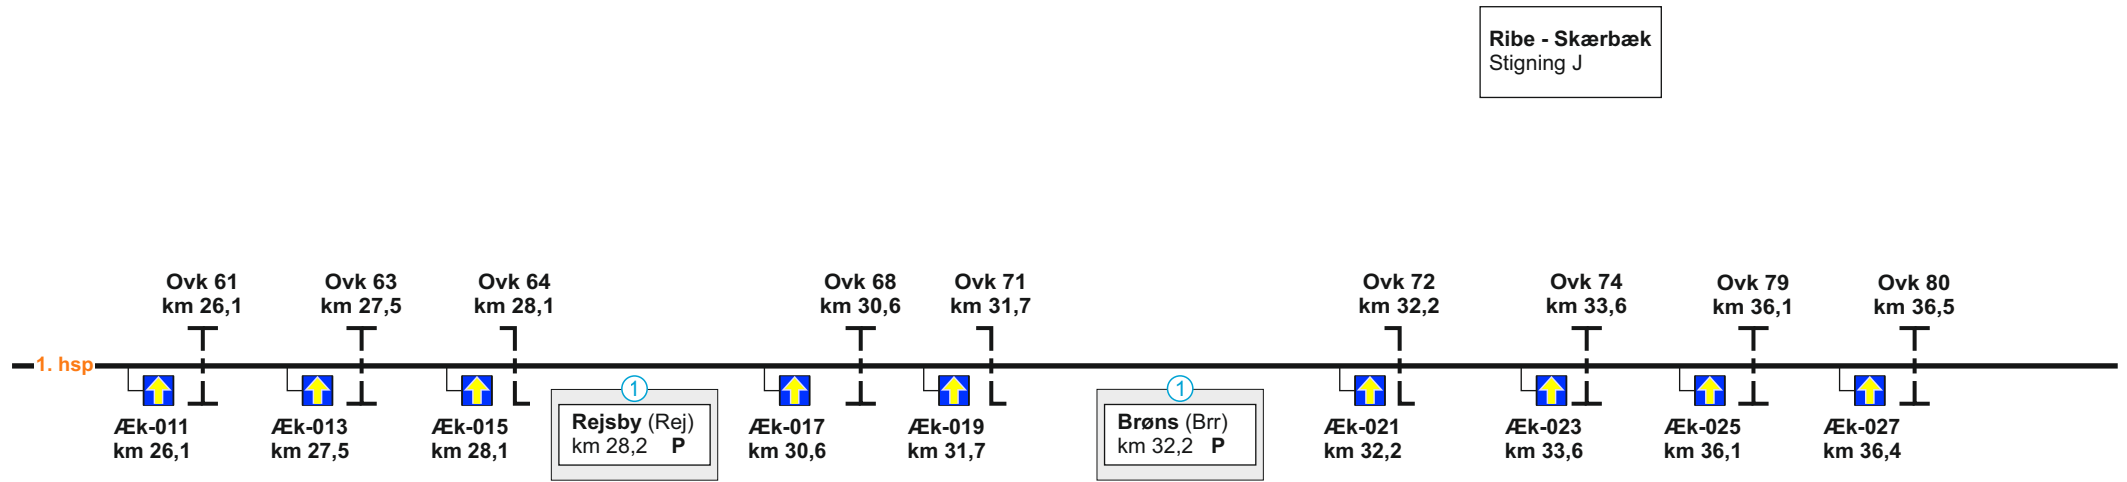 Ribe - Skærbæk
Stigning J
Ovk 61
km 26,1
Ovk 63
km 27,5
Ovk 64
km 28,1
Ovk 68
km 30,6
Ovk 71
km 31,7
Ovk 72
km 32,2
Ovk 74
km 33,6
Ovk 79
km 36,1
Ovk 80
km 36,5
1. hsp
Æk-011
km 26,1
Æk-013
km 27,5
Æk-015
km 28,1
1
Rejsby (Rej)
km 28,2 P
Æk-017
km 30,6
Æk-019
km 31,7
1
Brøns (Brr)
km 32,2 P
Æk-021
km 32,2
Æk-023
km 33,6
Æk-025
km 36,1
Æk-027
km 36,4